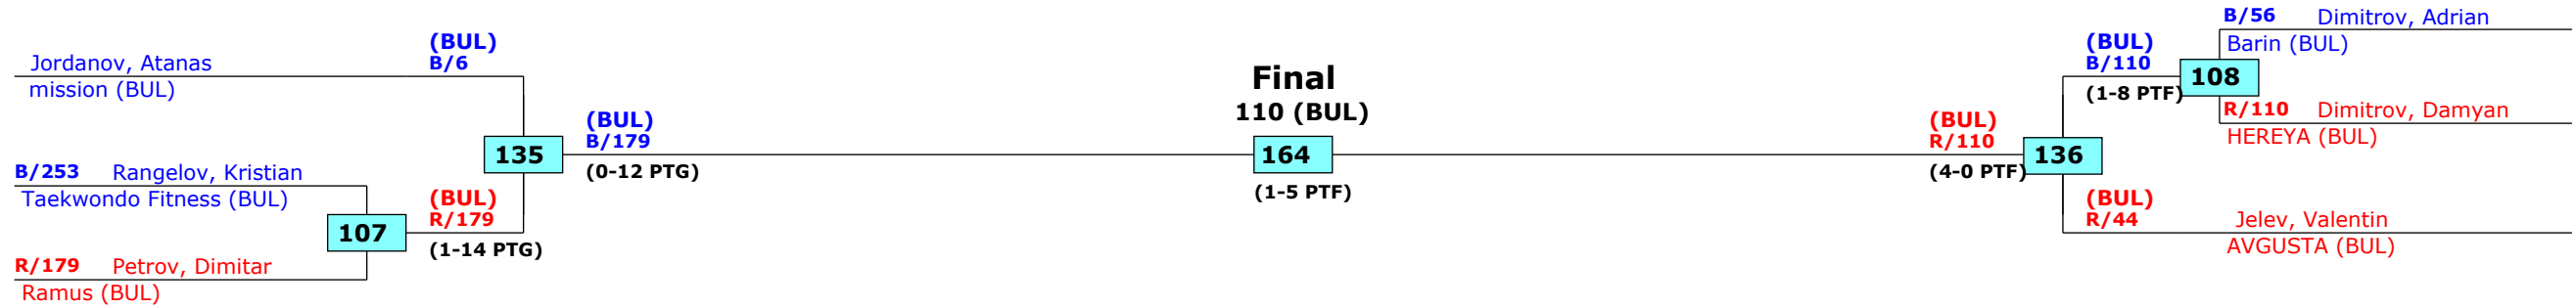 Jordanov, Atanas
mission (BUL)
(BUL)
B/6
B/253 Rangelov, Kristian
Taekwondo Fitness (BUL)
107
R/179 Petrov, Dimitar
Ramus (BUL)
(BUL)
R/179
(1-14 PTG)
135
(BUL)
B/179
(0-12 PTG)
Final
110 (BUL)
164
(1-5 PTF)
(BUL)
R/110
(4-0 PTF)
136
(BUL)
B/110
(1-8 PTF)
108
B/56 Dimitrov, Adrian
Barin (BUL)
R/110 Dimitrov, Damyan
HEREYA (BUL)
(BUL)
R/44
Jelev, Valentin
AVGUSTA (BUL)